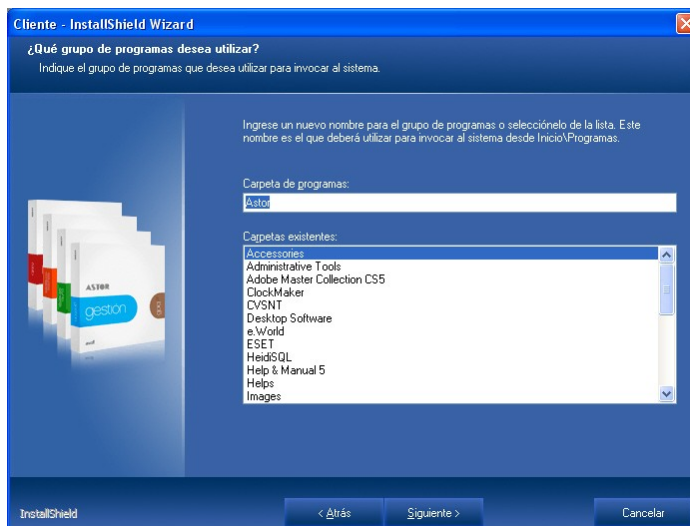 Cliente - InstallShield Wizard
¿Qué grupo de programas desea utilizar?
Indique el grupo de programas que desea utilizar para invocar al sistema.
Ingrese un nuevo nombre para el grupo de programas o selecciónelo de la lista. Este
nombre es el que deberá utilizar para invocar al sistema desde Inicio\Programas.
Carpeta de programas:
Astor
Carpetas existentes:
Accessories
Administrative Tools
Adobe Master Collection CS5
ClockMaker
CVSNT
Desktop Software
e.World
ESET
HeidiSQL
Help & Manual 5
Helps
Images
ASTOR
gestión
InstallShield
< Atrás
Siguiente >
Cancelar